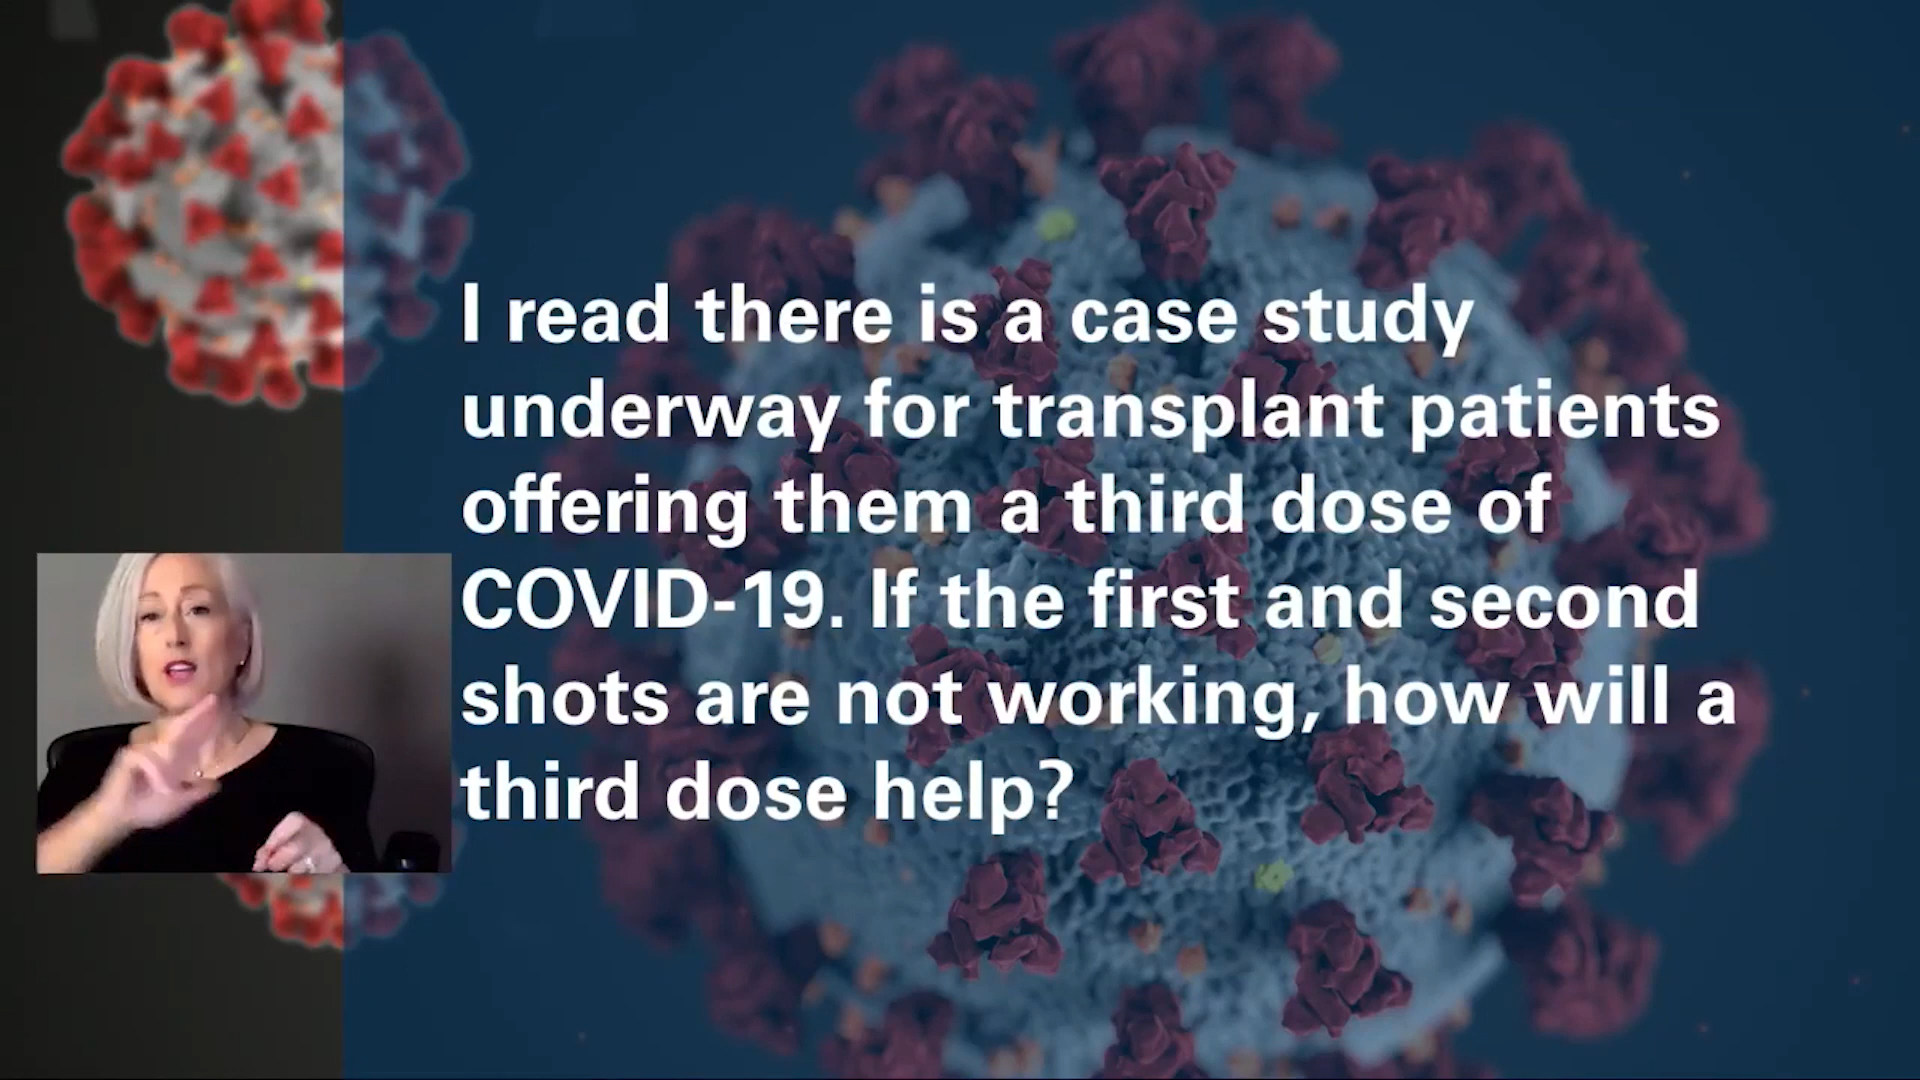 I read there is a case study
underway for transplant patients
offering them a third dose of
COVID-19. If the first and second
shots are not working, how will a
third dose help?